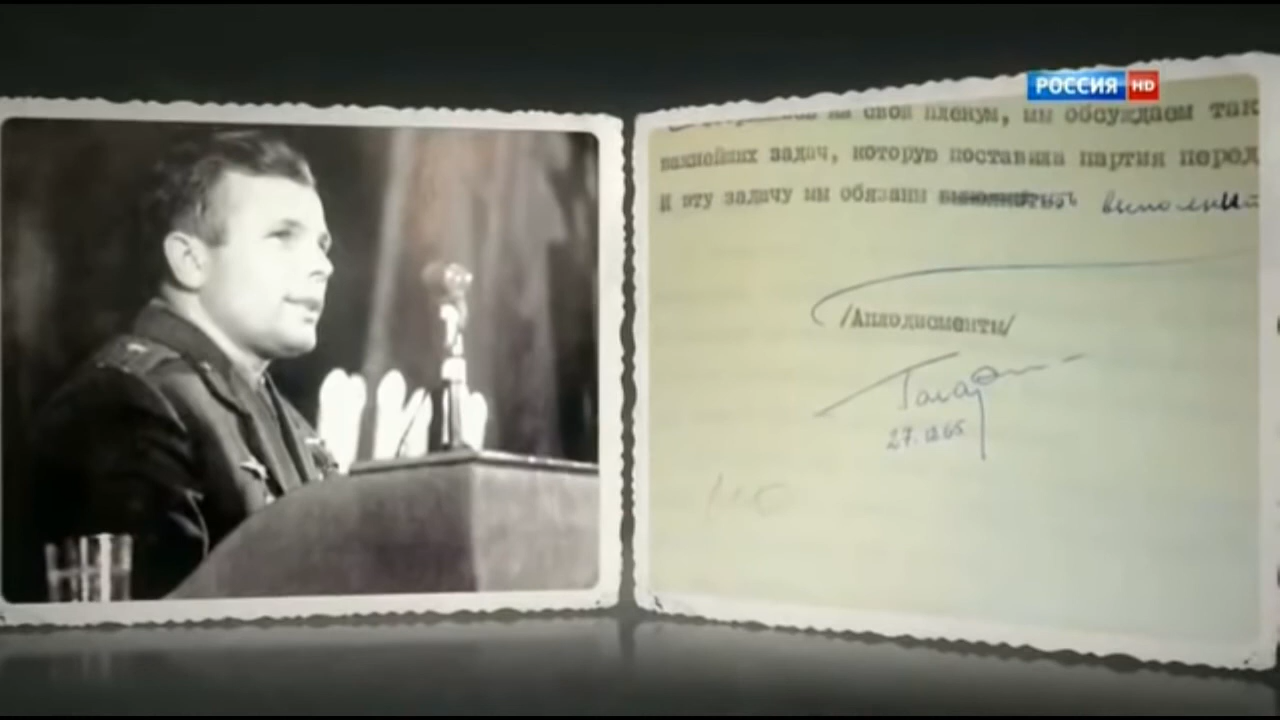 РОССИЯ HD
на свой пленум, мы обсуждаем так
важнейших задач, которую поставила партия перед
и эту задачу мы обязаны выполнить
/Аплодисменты/
Гагарин
27.12.65